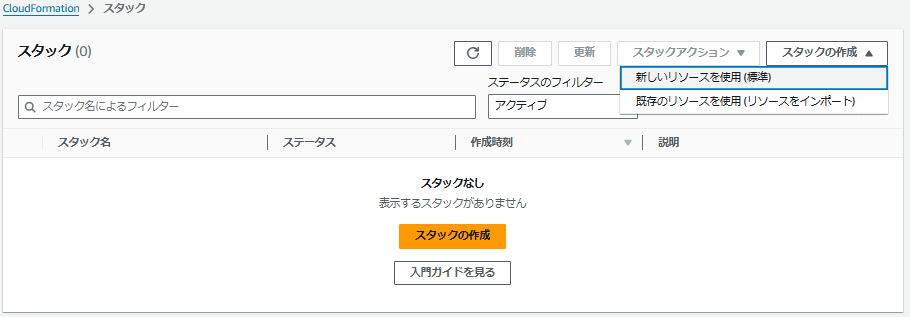 CloudFormation > スタック
スタック (0)
削除
更新
スタックアクション
スタックの作成
新しいリソースを使用 (標準)
既存のリソースを使用 (リソースをインポート)
ステータスのフィルター
スタック名によるフィルター
アクティブ
スタック名
ステータス
作成時刻
説明
スタックなし
表示するスタックがありません
スタックの作成
入門ガイドを見る